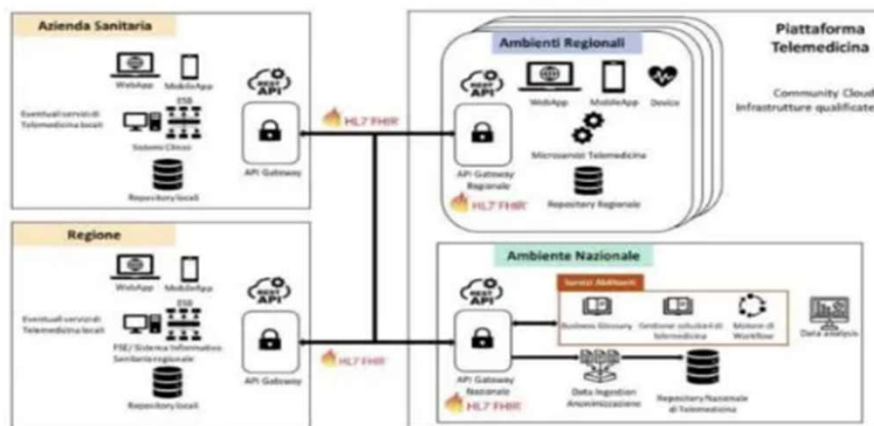 Azienda Sanitaria
WebApp
MobileApp
REST
API
ESB
Eventuali servizi di
Telemedicina locali
Sistemi Clinici
API Gateway
Repository locali
HL7 FHIR
Regione
WebApp
MobileApp
REST
API
ESB
Eventuali servizi di
Telemedicina locali
FSE/ Sistema Informativo
Sanitario regionale
API Gateway
Repository locali
HL7 FHIR
Piattaforma
Telemedicina
Community Cloud
Infrastrutture qualificate
Ambienti Regionali
REST
API
WebApp
MobileApp
Device
Microservizi Telemedicina
API Gateway
Regionale
HL7 FHIR
Repository Regionale
Ambiente Nazionale
REST
API
Servizi Abilitanti
Business Glossary
Gestione soluzioni di
Telemedicina
Motore di
Workflow
Data analysis
API Gateway
Nazionale
HL7 FHIR
Data Ingestion
Anonimizzazione
Repository Nazionale
di Telemedicina